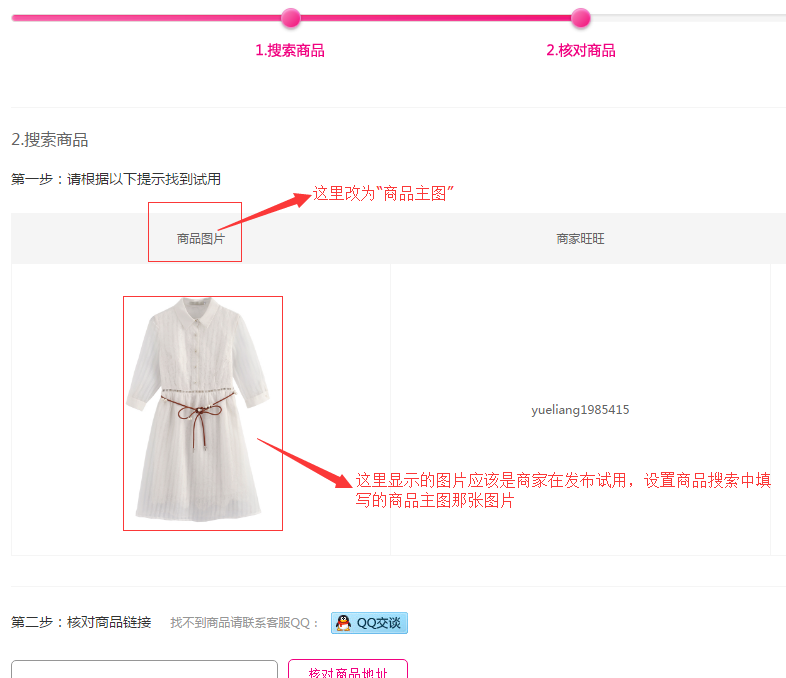 1.搜索商品
2.核对商品
2.搜索商品
第一步：请根据以下提示找到试用
这里改为“商品主图”
商品图片
商家旺旺
yueliang1985415
这里显示的图片应该是商家在发布试用，设置商品搜索中填
写的商品主图那张图片
第二步：核对商品链接
找不到商品请联系客服QQ：
QQ交谈
核对商品地址